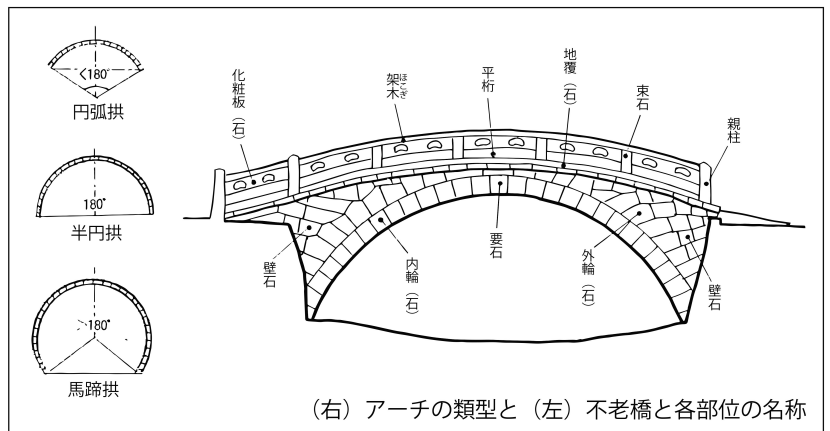 <180°
円弧拱
180°
半円拱
>180°
馬蹄拱
化粧板（石）
架木
ほこぎ
平桁
地覆（石）
束石
親柱
壁石
内輪（石）
要石
外輪（石）
壁石
（右）アーチの類型と（左）不老橋と各部位の名称